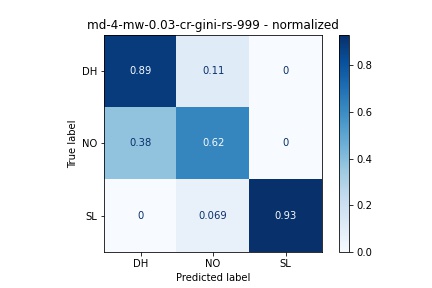 md-4-mw-0.03-cr-gini-rs-999 - normalized
DH 0.89 0.11 0
NO 0.38 0.62 0
SL 0 0.069 0.93
DH NO SL
Predicted label
True label
0.8
0.6
0.4
0.2
0.0